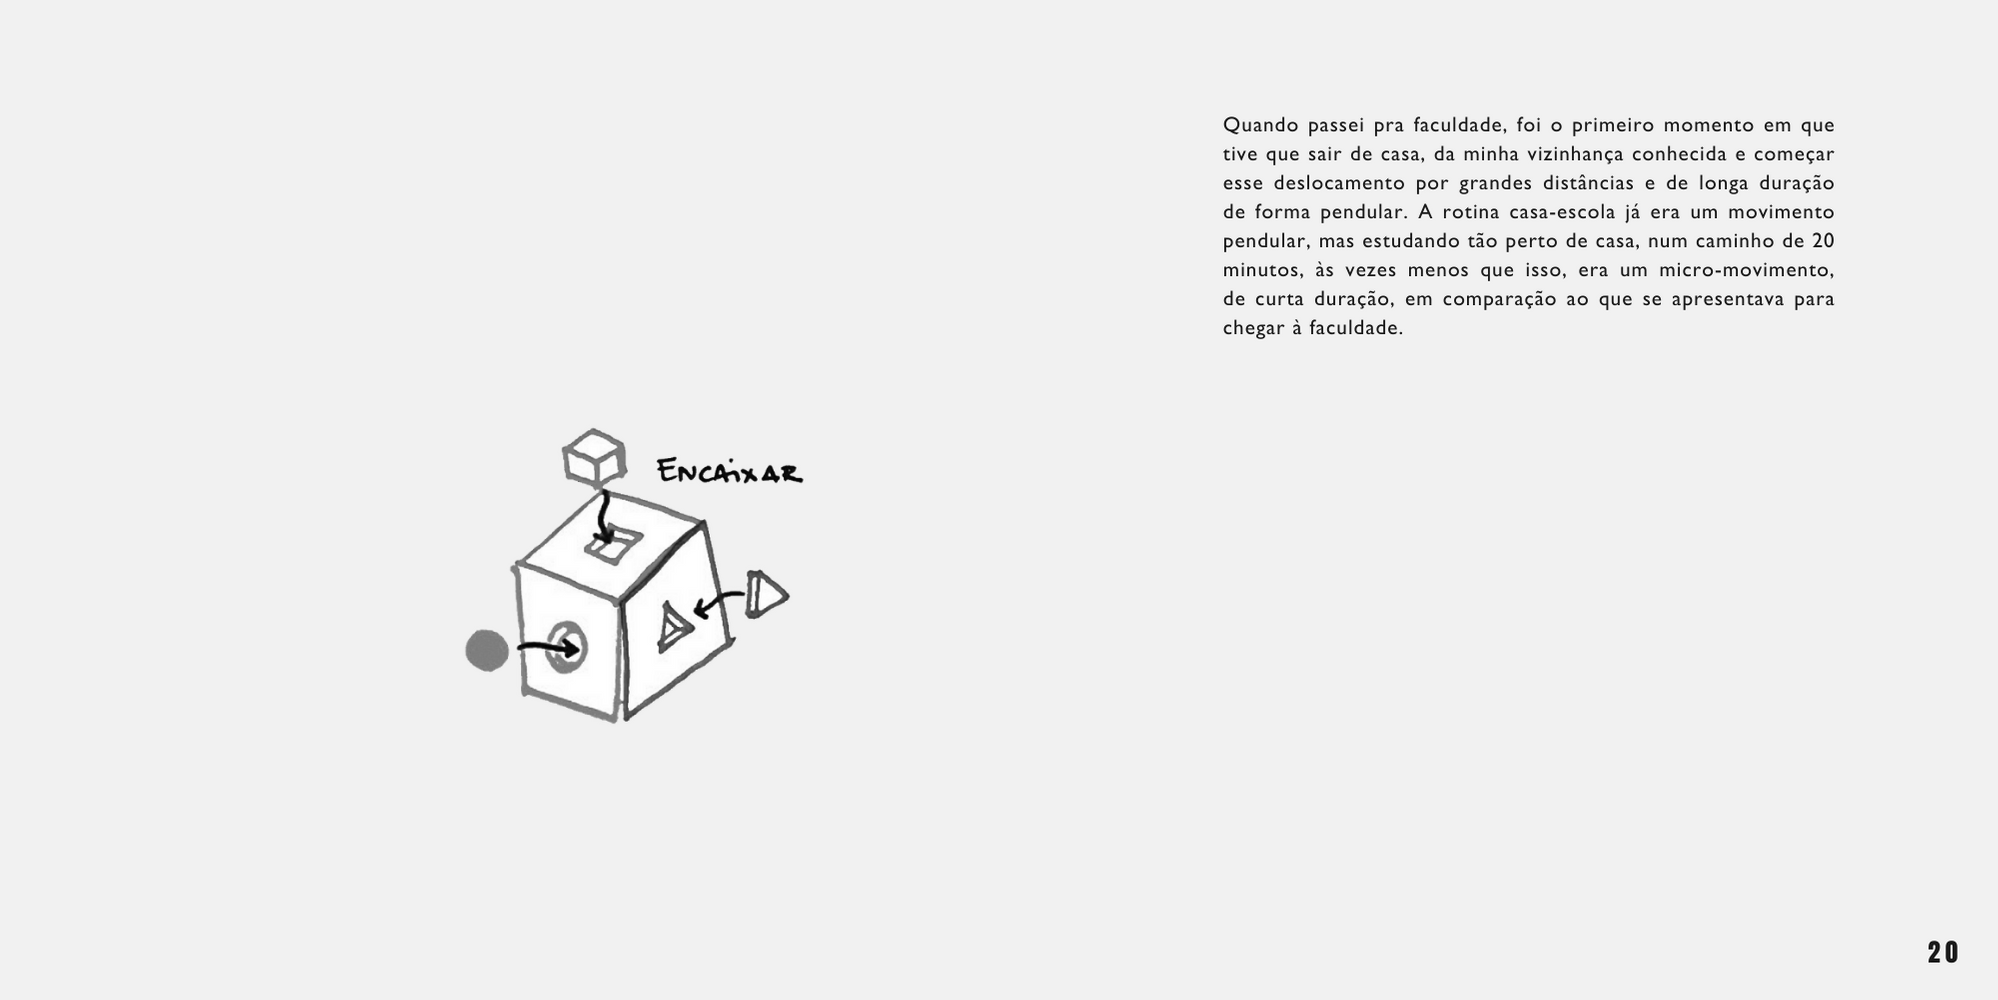 ENCAiXAR
Quando passei pra faculdade, foi o primeiro momento em que
tive que sair de casa, da minha vizinhança conhecida e começar
esse deslocamento por grandes distâncias e de longa duração
de forma pendular. A rotina casa-escola já era um movimento
pendular, mas estudando tão perto de casa, num caminho de 20
minutos, às vezes menos que isso, era um micro-movimento,
de curta duração, em comparação ao que se apresentava para
chegar à faculdade.
20